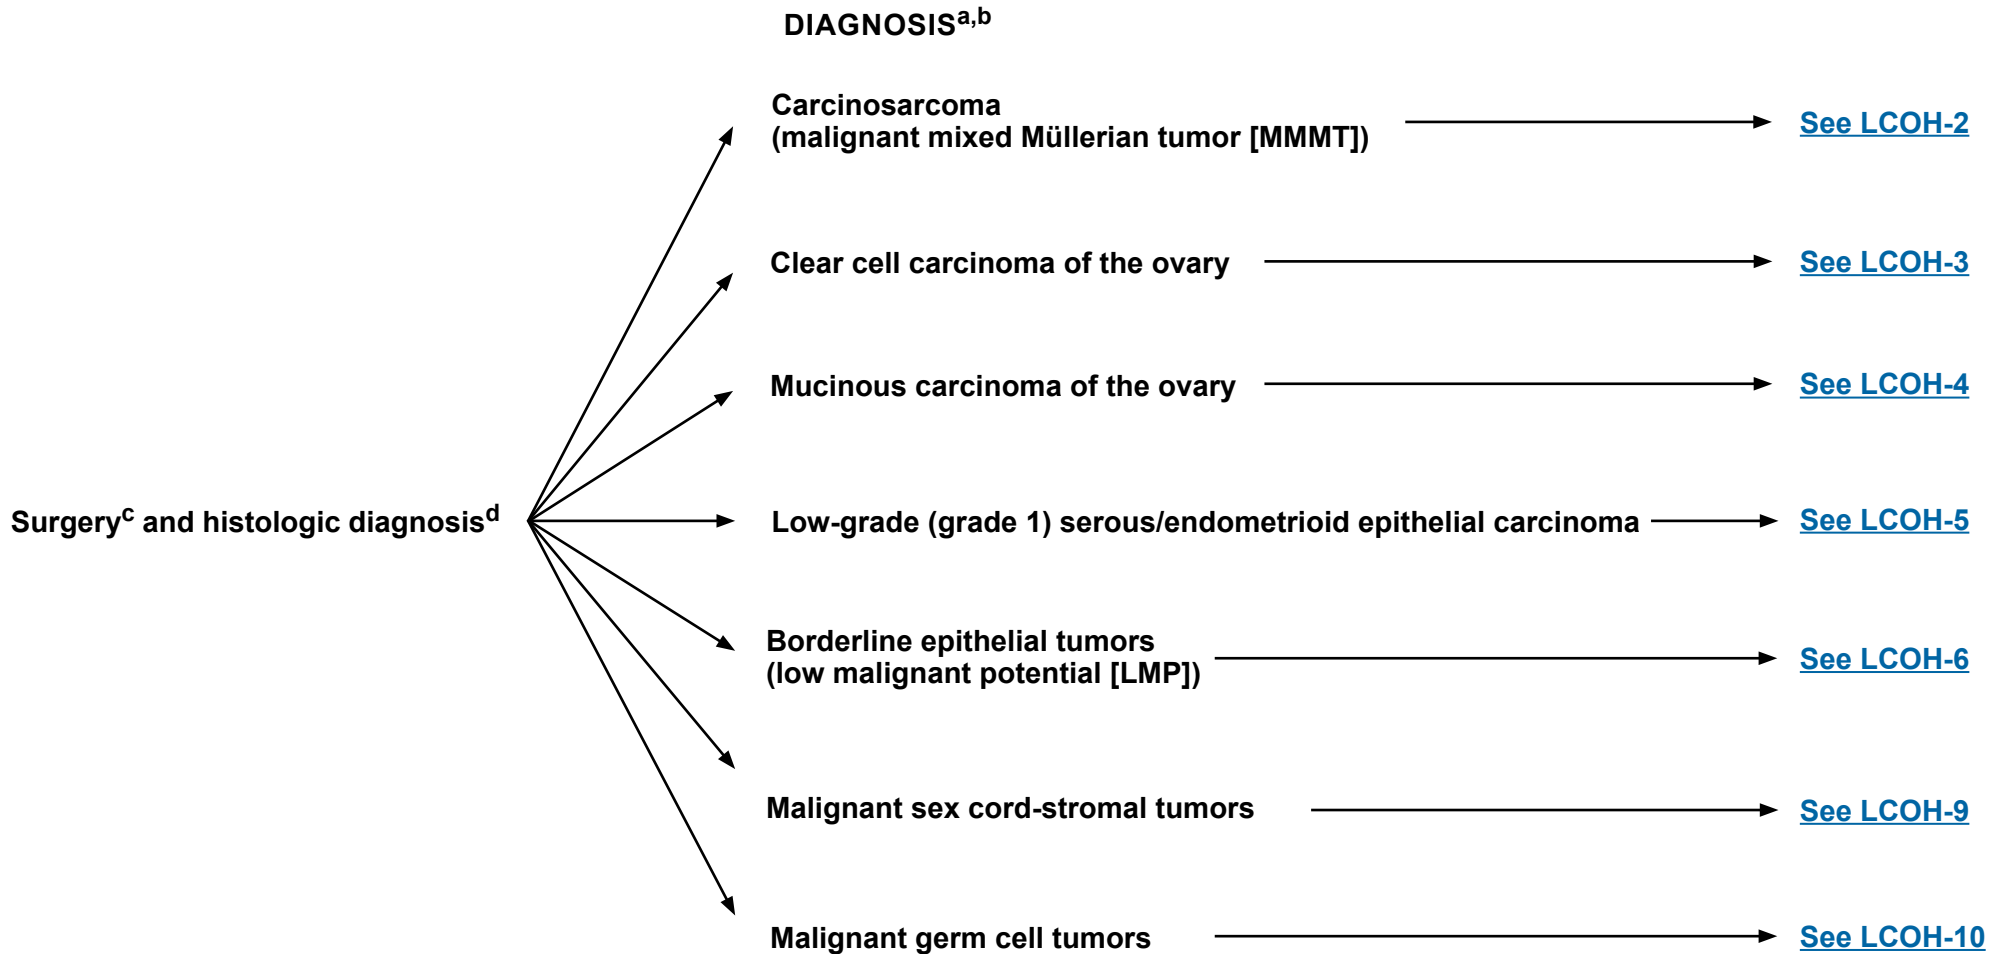 DIAGNOSISa,b
Carcinosarcoma
(malignant mixed Müllerian tumor [MMMT])
See LCOH-2
Clear cell carcinoma of the ovary
See LCOH-3
Mucinous carcinoma of the ovary
See LCOH-4
Surgeryc and histologic diagnosisd
Low-grade (grade 1) serous/endometrioid epithelial carcinoma
See LCOH-5
Borderline epithelial tumors
(low malignant potential [LMP])
See LCOH-6
Malignant sex cord-stromal tumors
See LCOH-9
Malignant germ cell tumors
See LCOH-10